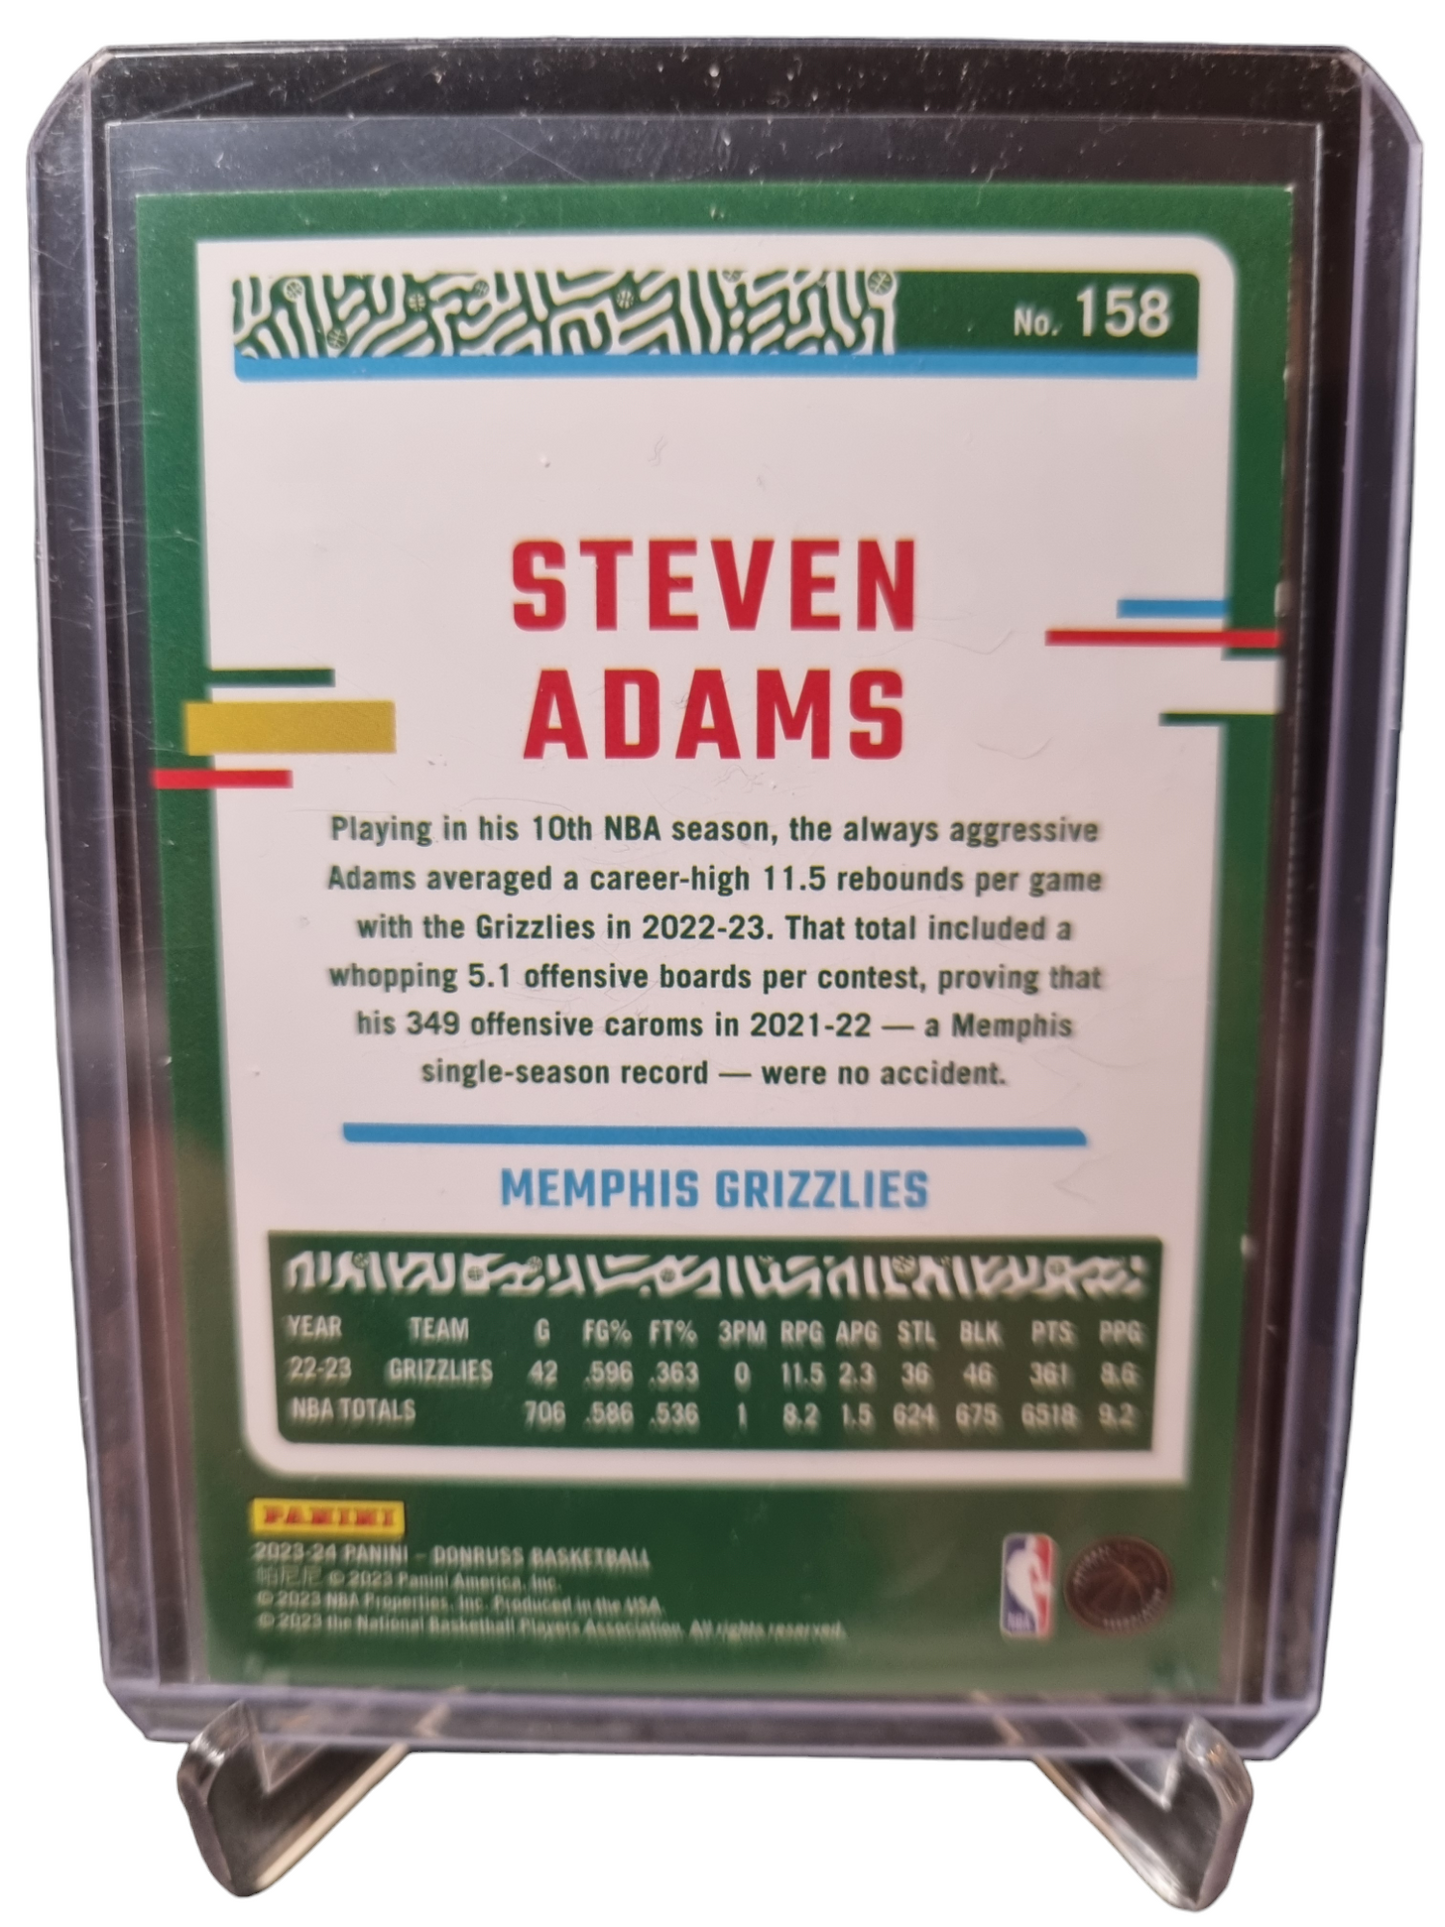 No. 158
STEVEN
ADAMS
Playing in his 10th NBA season, the always aggressive
Adams averaged a career-high 11.5 rebounds per game
with the Grizzlies in 2022-23. That total included a
whopping 5.1 offensive boards per contest, proving that
his 349 offensive caroms in 2021-22 — a Memphis
single-season record — were no accident.
MEMPHIS GRIZZLIES
YEAR TEAM G FG% FT% 3PM RPG APG STL BLK PTS PPG
22-23 GRIZZLIES 42 .596 .363 0 11.5 2.3 36 46 361 8.6
NBA TOTALS 706 .586 .536 1 8.2 1.5 624 675 6518 9.2
PANINI
2023-24 PANINI – DONRUSS BASKETBALL
帕尼尼 © 2023 Panini America, Inc.
© 2023 NBA Properties, Inc. Produced in the USA.
© 2023 the National Basketball Players Association. All rights reserved.
NBA